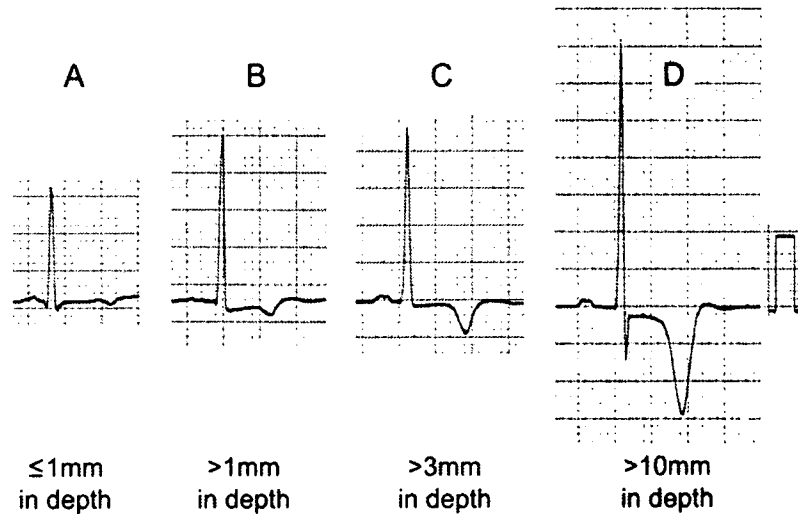 A
B
C
D
≤1mm
in depth
>1mm
in depth
>3mm
in depth
>10mm
in depth